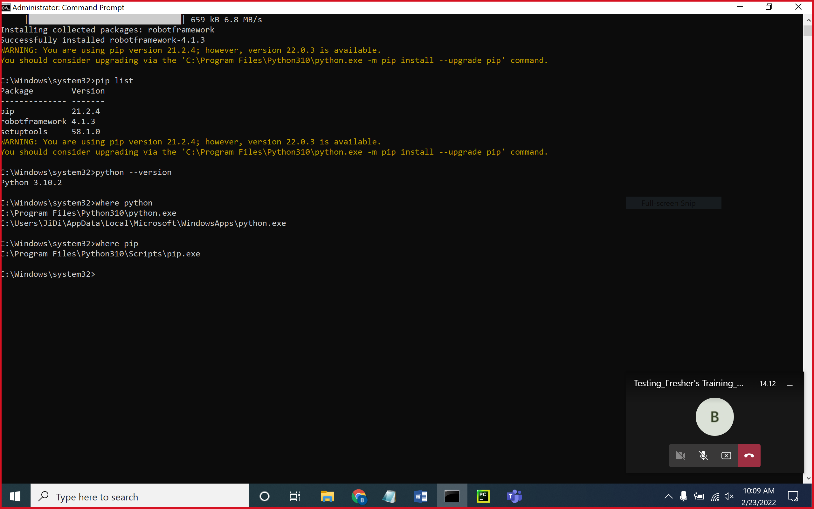 Administrator: Command Prompt
| 659 kB 6.8 MB/s
Installing collected packages: robotframework
Successfully installed robotframework-4.1.3
WARNING: You are using pip version 21.2.4; however, version 22.0.3 is available.
You should consider upgrading via the 'C:\Program Files\Python310\python.exe -m pip install --upgrade pip' command.
C:\Windows\system32>pip list
Package Version
-------------- -------
pip 21.2.4
robotframework 4.1.3
setuptools 58.1.0
WARNING: You are using pip version 21.2.4; however, version 22.0.3 is available.
You should consider upgrading via the 'C:\Program Files\Python310\python.exe -m pip install --upgrade pip' command.
C:\Windows\system32>python --version
Python 3.10.2
C:\Windows\system32>where python
C:\Program Files\Python310\python.exe
C:\Users\JiDi\AppData\Local\Microsoft\WindowsApps\python.exe
C:\Windows\system32>where pip
C:\Program Files\Python310\Scripts\pip.exe
C:\Windows\system32>
Full-screen Snip
Testing_Fresher's Training_... 14:12
B
Type here to search
10:09 AM
2/23/2022